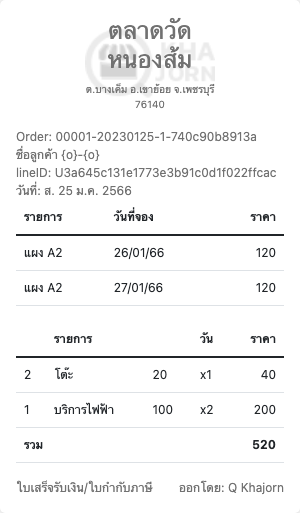 ตลาดวัด
หนองส้ม
KHA
JORN
ต.บางเค็ม อ.เขาย้อย จ.เพชรบุรี
76140
Order: 00001-20230125-1-740c90b8913a
ชื่อลูกค้า {o}-{o}
lineID: U3a645c131e1773e3b91c0d1f022ffcac
วันที่: ส. 25 ม.ค. 2566
รายการ วันที่จอง ราคา
แผง A2 26/01/66 120
แผง A2 27/01/66 120
รายการ วัน ราคา
2 โต๊ะ 20 x1 40
1 บริการไฟฟ้า 100 x2 200
รวม 520
ใบเสร็จรับเงิน/ใบกำกับภาษี ออกโดย: Q Khajorn